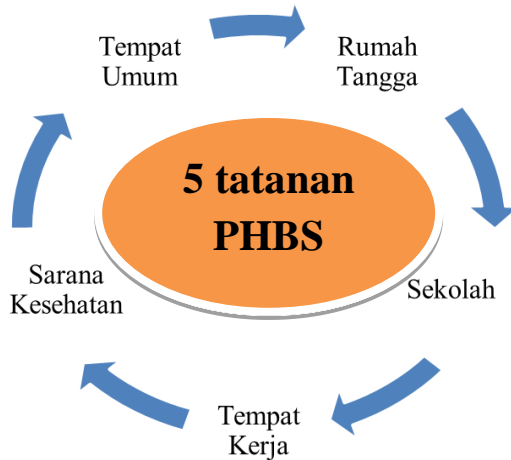 Tempat
Umum
Rumah
Tangga
5 tatanan
PHBS
Sarana
Kesehatan
Sekolah
Tempat
Kerja